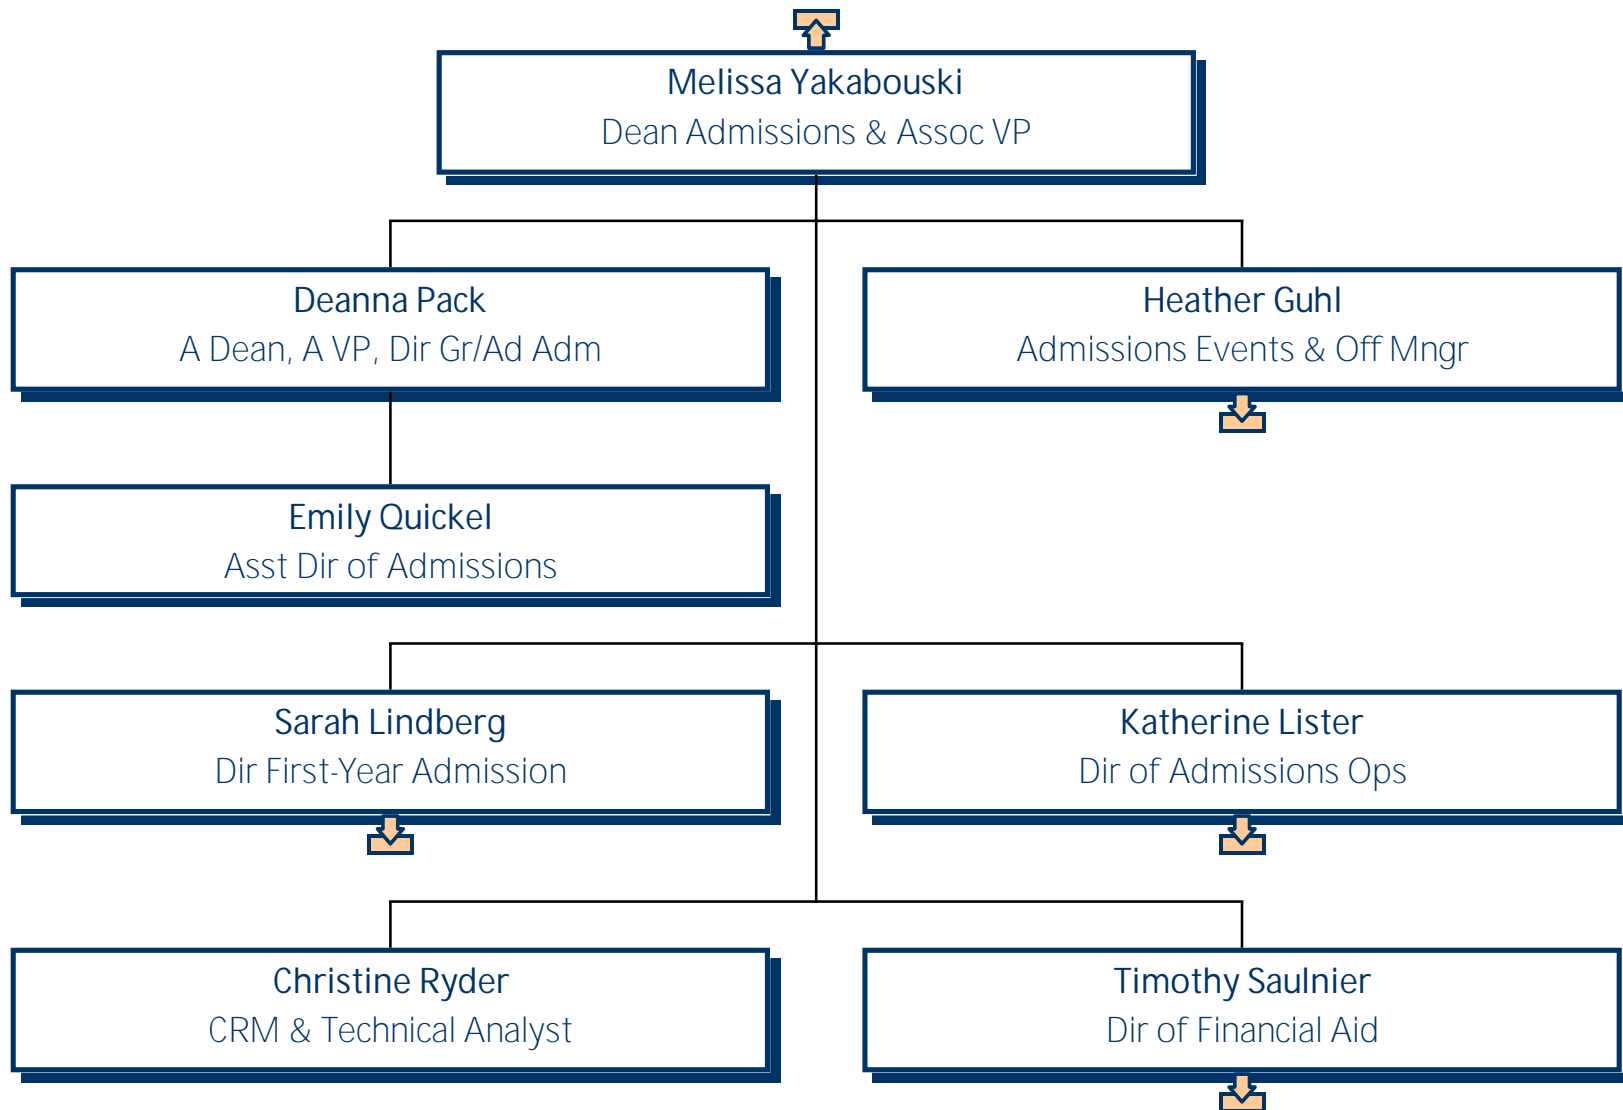 Melissa Yakabouski
Dean Admissions & Assoc VP
Deanna Pack
A Dean, A VP, Dir Gr/Ad Adm
Heather Guhl
Admissions Events & Off Mngr
Emily Quickel
Asst Dir of Admissions
Sarah Lindberg
Dir First-Year Admission
Katherine Lister
Dir of Admissions Ops
Christine Ryder
CRM & Technical Analyst
Timothy Saulnier
Dir of Financial Aid